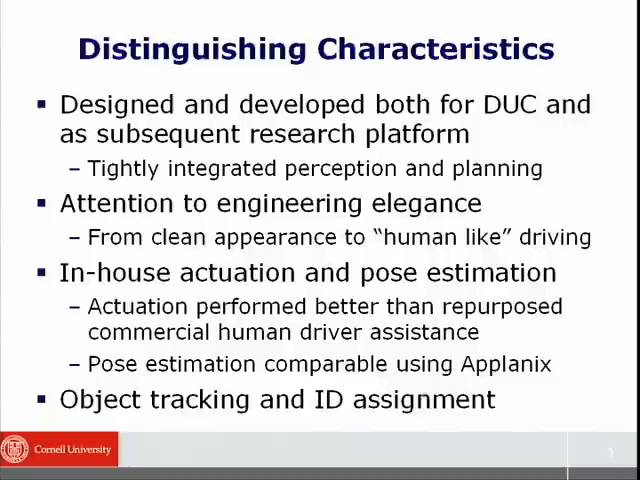 Distinguishing Characteristics
▪ Designed and developed both for DUC and
as subsequent research platform
– Tightly integrated perception and planning
▪ Attention to engineering elegance
– From clean appearance to “human like” driving
▪ In-house actuation and pose estimation
– Actuation performed better than repurposed
commercial human driver assistance
– Pose estimation comparable using Applanix
▪ Object tracking and ID assignment
Cornell University
3